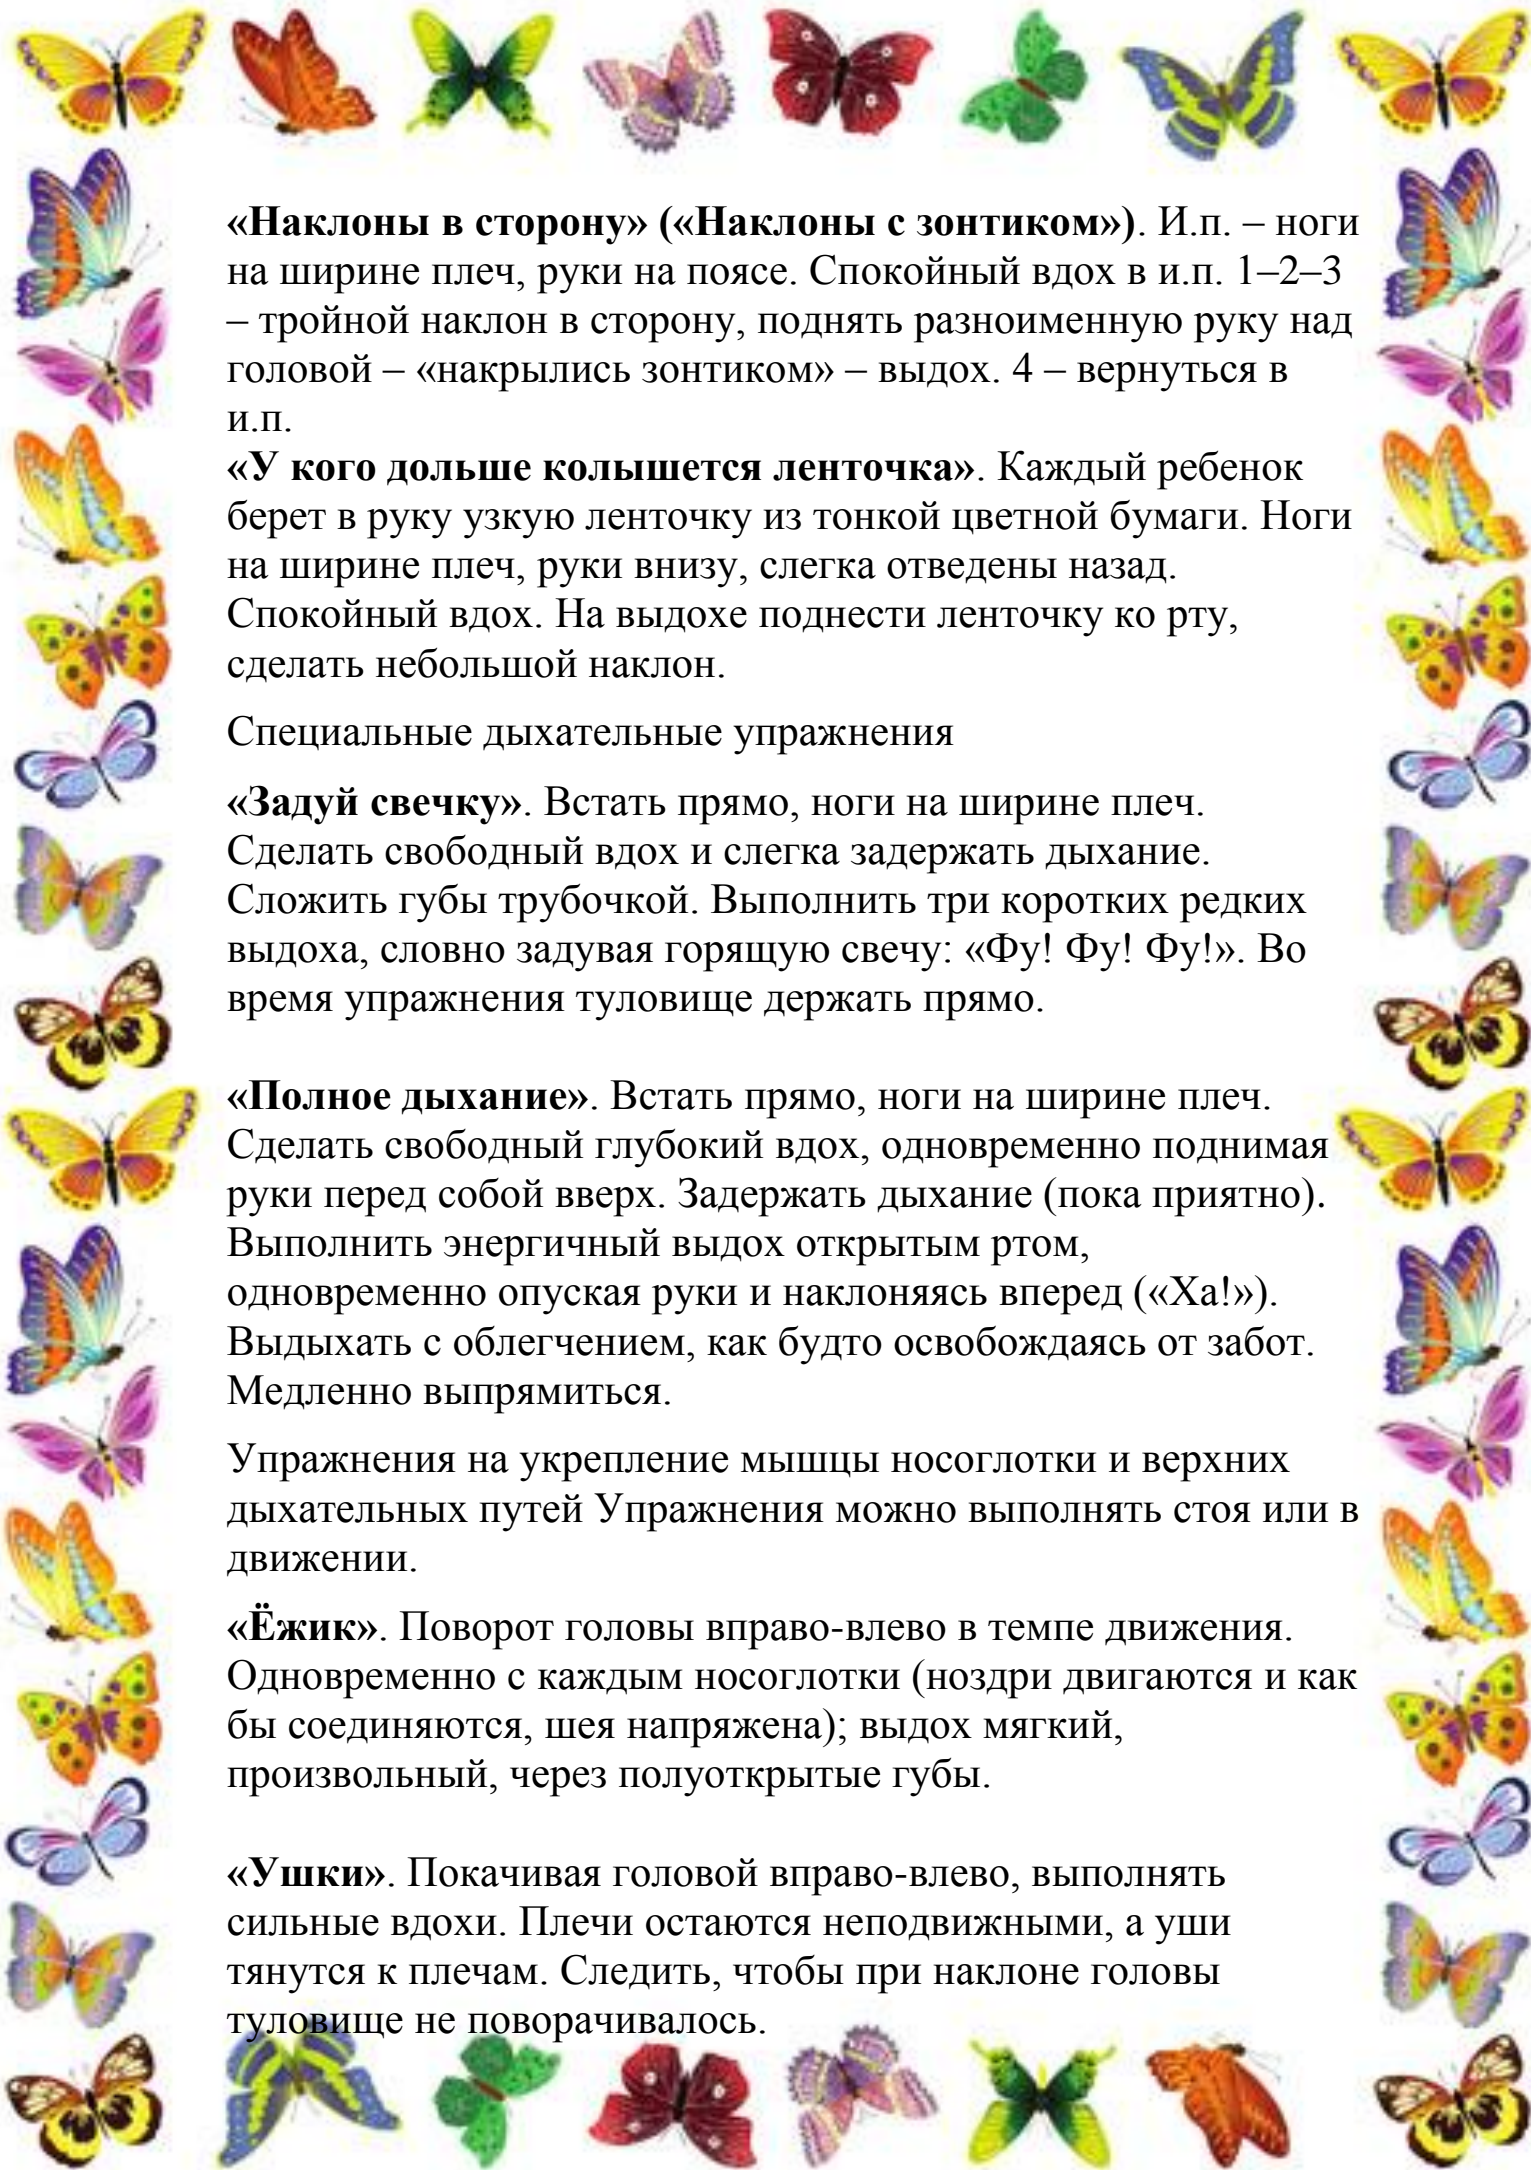 «Наклоны в сторону» («Наклоны с зонтиком»). И.п. – ноги
на ширине плеч, руки на поясе. Спокойный вдох в и.п. 1–2–3
– тройной наклон в сторону, поднять разноименную руку над
головой – «накрылись зонтиком» – выдох. 4 – вернуться в
и.п.
«У кого дольше колышется ленточка». Каждый ребенок
берет в руку узкую ленточку из тонкой цветной бумаги. Ноги
на ширине плеч, руки внизу, слегка отведены назад.
Спокойный вдох. На выдохе поднести ленточку ко рту,
сделать небольшой наклон.
Специальные дыхательные упражнения
«Задуй свечку». Встать прямо, ноги на ширине плеч.
Сделать свободный вдох и слегка задержать дыхание.
Сложить губы трубочкой. Выполнить три коротких редких
выдоха, словно задувая горящую свечу: «Фу! Фу! Фу!». Во
время упражнения туловище держать прямо.
«Полное дыхание». Встать прямо, ноги на ширине плеч.
Сделать свободный глубокий вдох, одновременно поднимая
руки перед собой вверх. Задержать дыхание (пока приятно).
Выполнить энергичный выдох открытым ртом,
одновременно опуская руки и наклоняясь вперед («Ха!»).
Выдыхать с облегчением, как будто освобождаясь от забот.
Медленно выпрямиться.
Упражнения на укрепление мышцы носоглотки и верхних
дыхательных путей Упражнения можно выполнять стоя или в
движении.
«Ёжик». Поворот головы вправо-влево в темпе движения.
Одновременно с каждым носоглотки (ноздри двигаются и как
бы соединяются, шея напряжена); выдох мягкий,
произвольный, через полуоткрытые губы.
«Ушки». Покачивая головой вправо-влево, выполнять
сильные вдохи. Плечи остаются неподвижными, а уши
тянутся к плечам. Следить, чтобы при наклоне головы
туловище не поворачивалось.